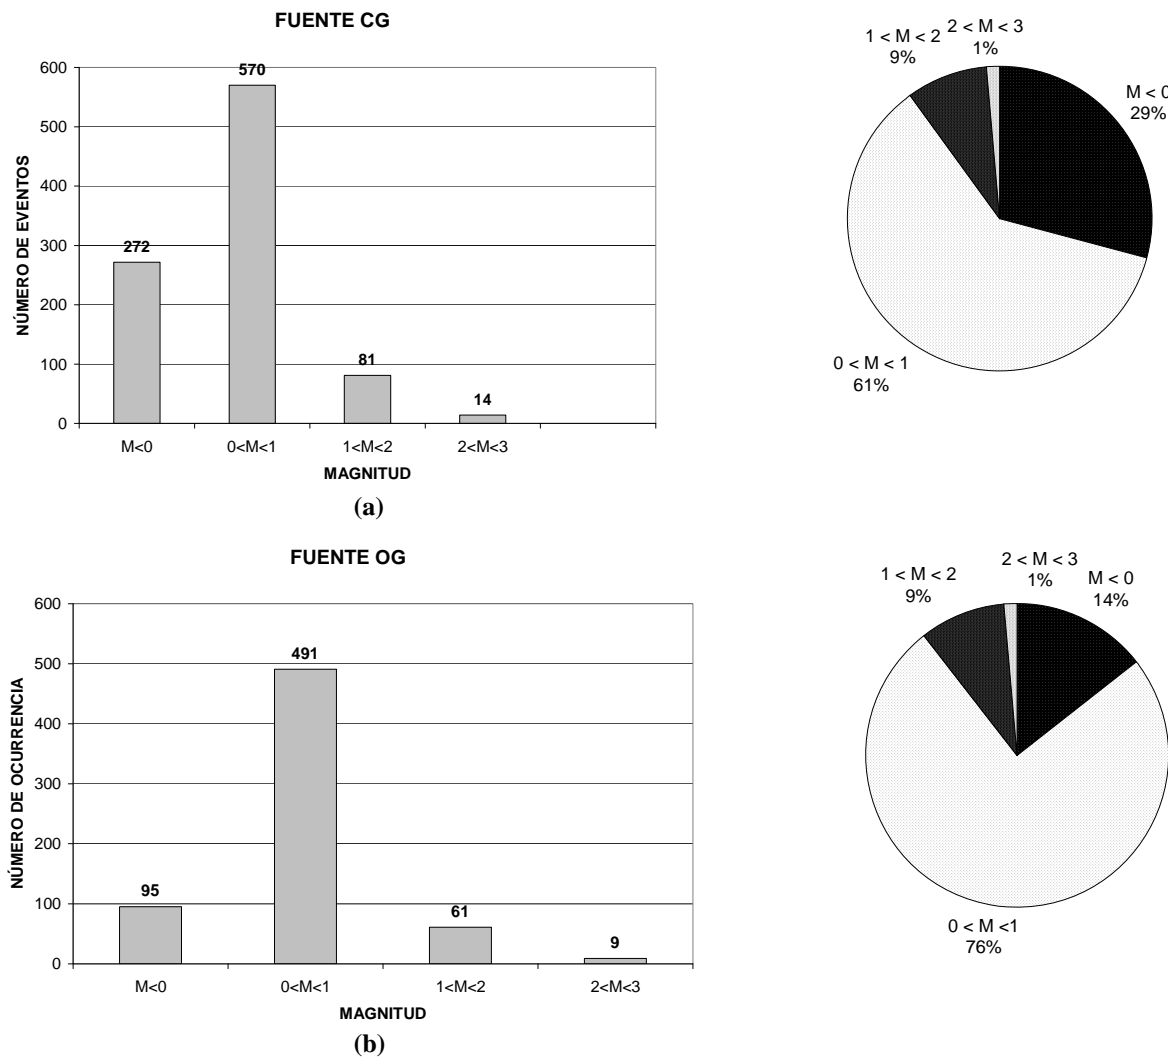 FUENTE CG
600
500
400
300
200
100
0
NÚMERO DE EVENTOS
272
570
81
14
M<0
0<M<1
1<M<2
2<M<3
MAGNITUD
1 < M < 2
9%
2 < M < 3
1%
M < 0
29%
0 < M < 1
61%
(a)
FUENTE OG
600
500
400
300
200
100
0
NÚMERO DE OCURRENCIA
95
491
61
9
M<0
0<M<1
1<M<2
2<M<3
MAGNITUD
1 < M < 2
9%
2 < M < 3
1%
M < 0
14%
0 < M <1
76%
(b)